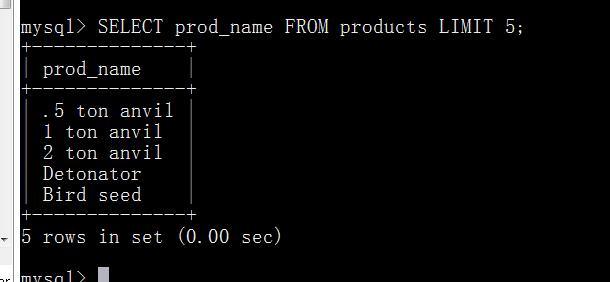 mysql> SELECT prod_name FROM products LIMIT 5;
+--------------+
| prod_name    |
+--------------+
| .5 ton anvil |
| 1 ton anvil  |
| 2 ton anvil  |
| Detonator    |
| Bird seed    |
+--------------+
5 rows in set (0.00 sec)
mysql>